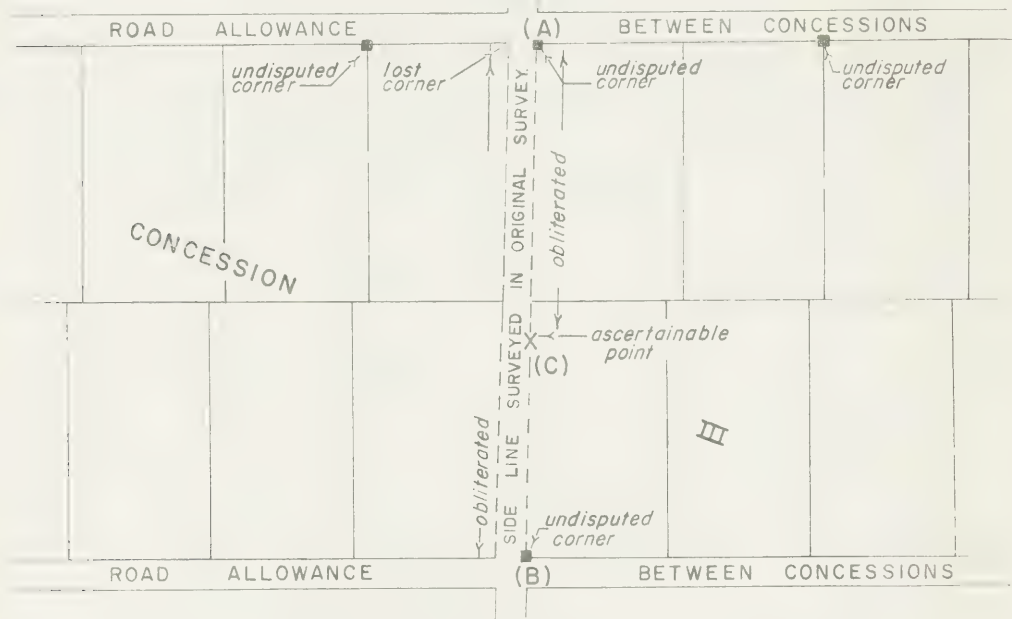 ROAD ALLOWANCE
(A)
BETWEEN CONCESSIONS
undisputed
corner
lost
corner
undisputed
corner
undisputed
corner
SIDE LINE SURVEYED IN ORIGINAL SURVEY.
obliterated
CONCESSION
ascertainable
point
(C)
III
obliterated
undisputed
corner
ROAD ALLOWANCE
(B)
BETWEEN CONCESSIONS